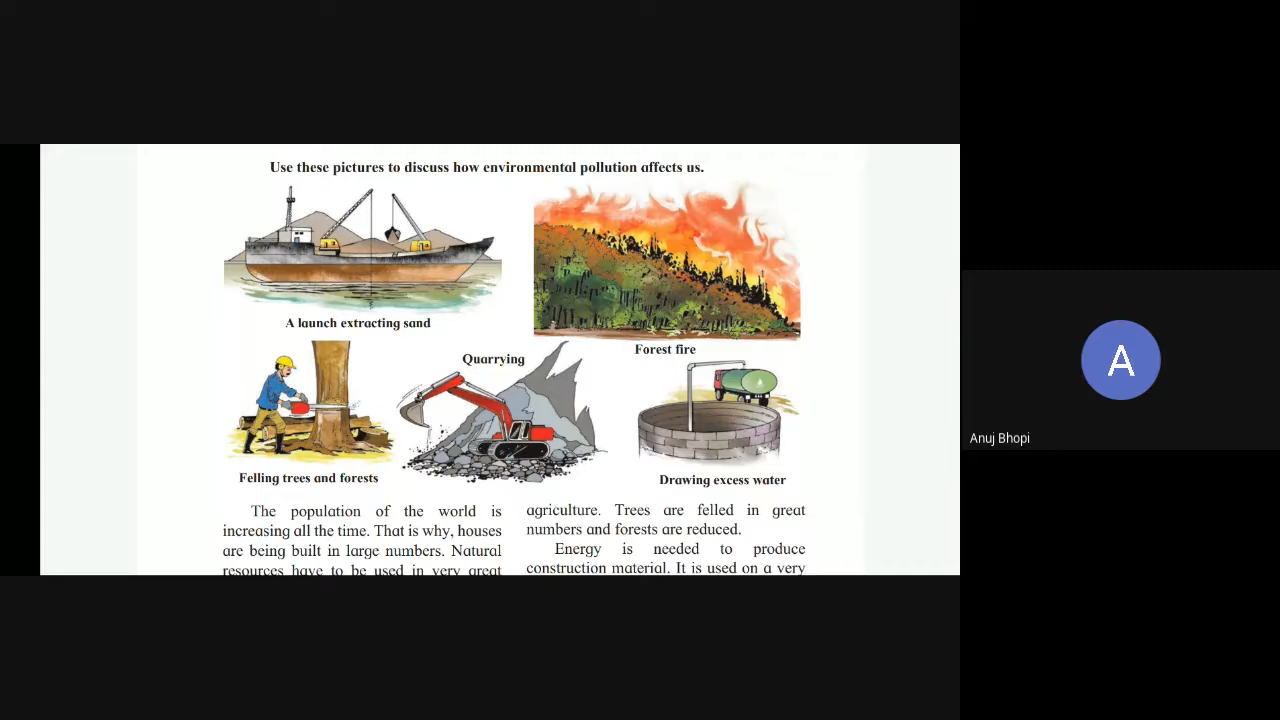 Use these pictures to discuss how environmental pollution affects us.
A launch extracting sand
Forest fire
Quarrying
Felling trees and forests
Drawing excess water
The population of the world is
increasing all the time. That is why, houses
are being built in large numbers. Natural
resources have to be used in very great
agriculture. Trees are felled in great
numbers and forests are reduced.
Energy is needed to produce
construction material. It is used on a very
A
Anuj Bhopi